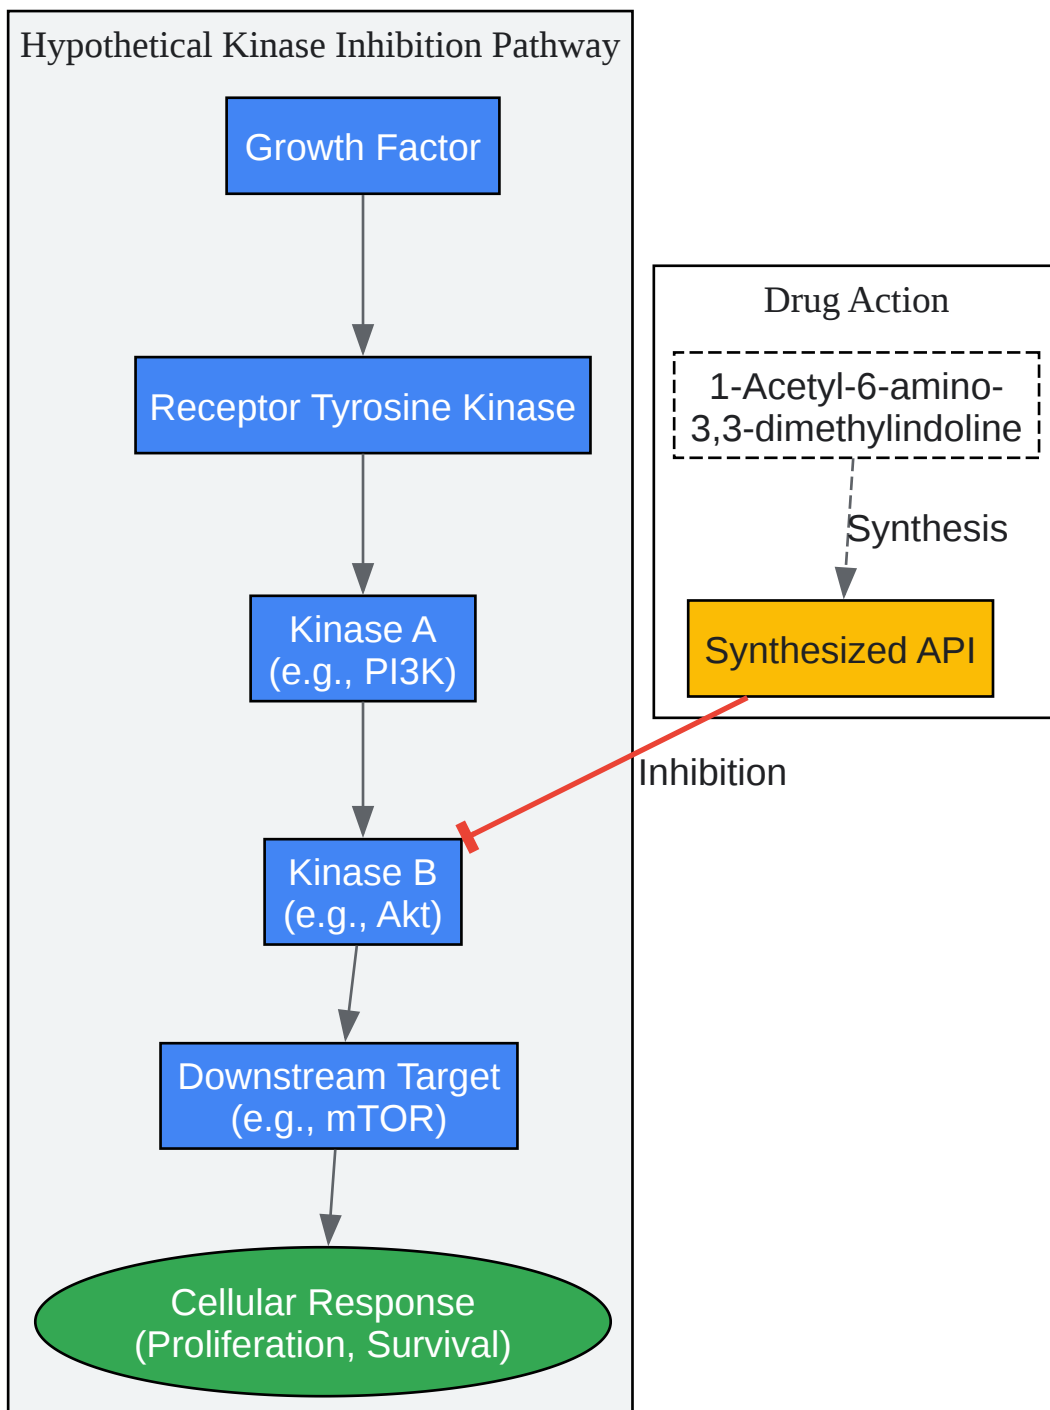 Hypothetical Kinase Inhibition Pathway
Growth Factor
Receptor Tyrosine Kinase
Kinase A
(e.g., PI3K)
Kinase B
(e.g., Akt)
Downstream Target
(e.g., mTOR)
Cellular Response
(Proliferation, Survival)
Drug Action
1-Acetyl-6-amino-
3,3-dimethylindoline
Synthesis
Synthesized API
Inhibition